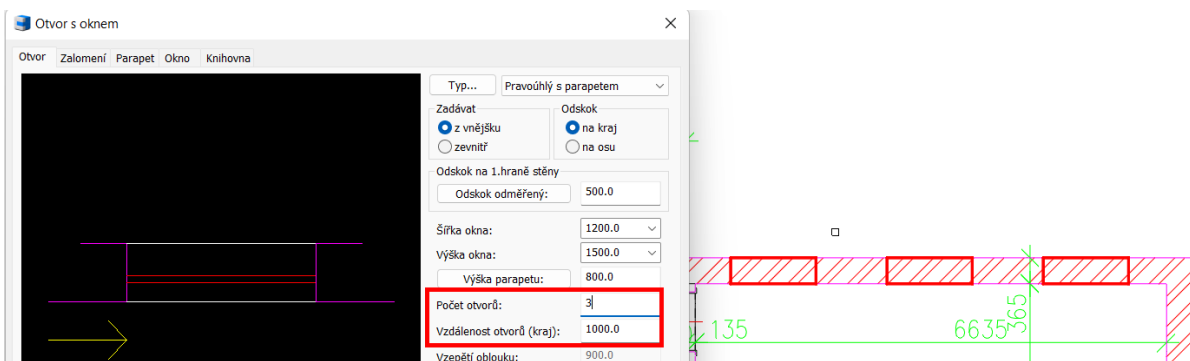 Otvor s oknem
Otvor Zalomení Parapet Okno Knihovna
Typ... Pravoúhlý s parapetem
Zadávat
z vnějšku
zevnitř
Odskok
na kraj
na osu
Odskok na 1.hraně stěny
Odskok odměřený: 500.0
Šířka okna: 1200.0
Výška okna: 1500.0
Výška parapetu: 800.0
Počet otvorů: 3
Vzdálenost otvorů (kraj): 1000.0
Vzepětí oblouku: 900.0
135
6635
365